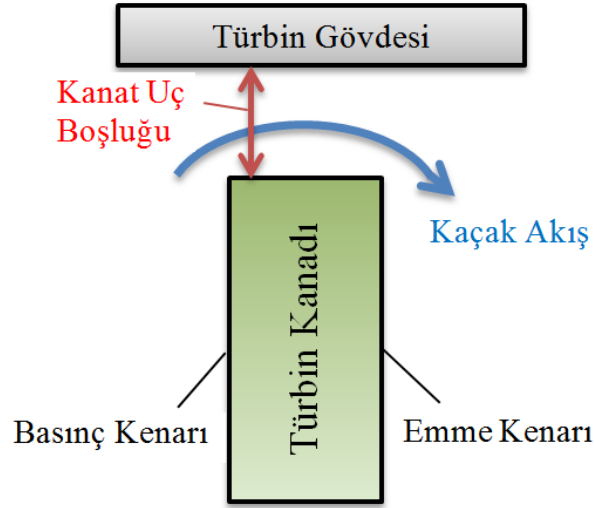 Türbin Gövdesi
Kanat Uç
Boşluğu
Kaçak Akış
Türbin Kanadı
Basınç Kenarı
Emme Kenarı